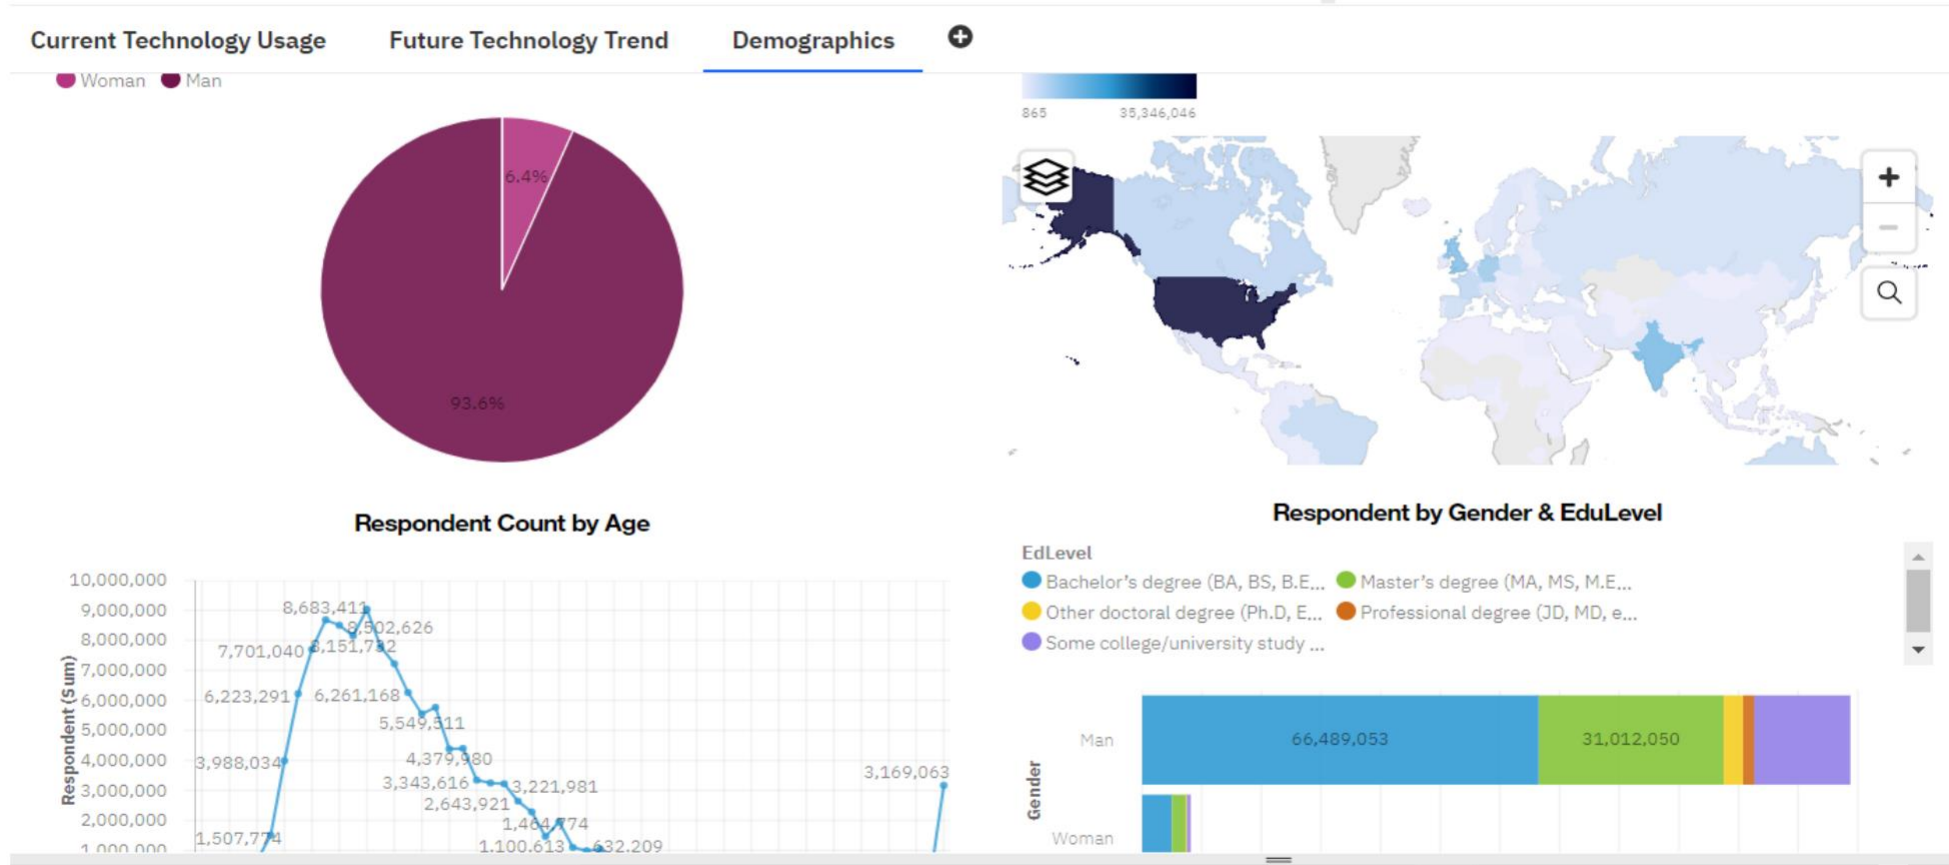 Current Technology Usage Future Technology Trend Demographics
Woman Man
6.4%
93.6%
865 35,346,046
Respondent Count by Age
Respondent (Sum)
10,000,000
9,000,000
8,000,000
7,000,000
6,000,000
5,000,000
4,000,000
3,000,000
2,000,000
1,000,000
8,683,411
8,502,626
7,701,040
8,151,732
6,223,291
6,261,168
5,549,511
3,988,034
4,379,980
3,343,616
3,221,981
2,643,921
1,464,774
1,507,774
1,100,613
632,209
3,169,063
Respondent by Gender & EduLevel
EdLevel
Bachelor's degree (BA, BS, B.E... Master's degree (MA, MS, M.E...
Other doctoral degree (Ph.D, E... Professional degree (JD, MD, e...
Some college/university study ...
Gender
Man
66,489,053 31,012,050
Woman